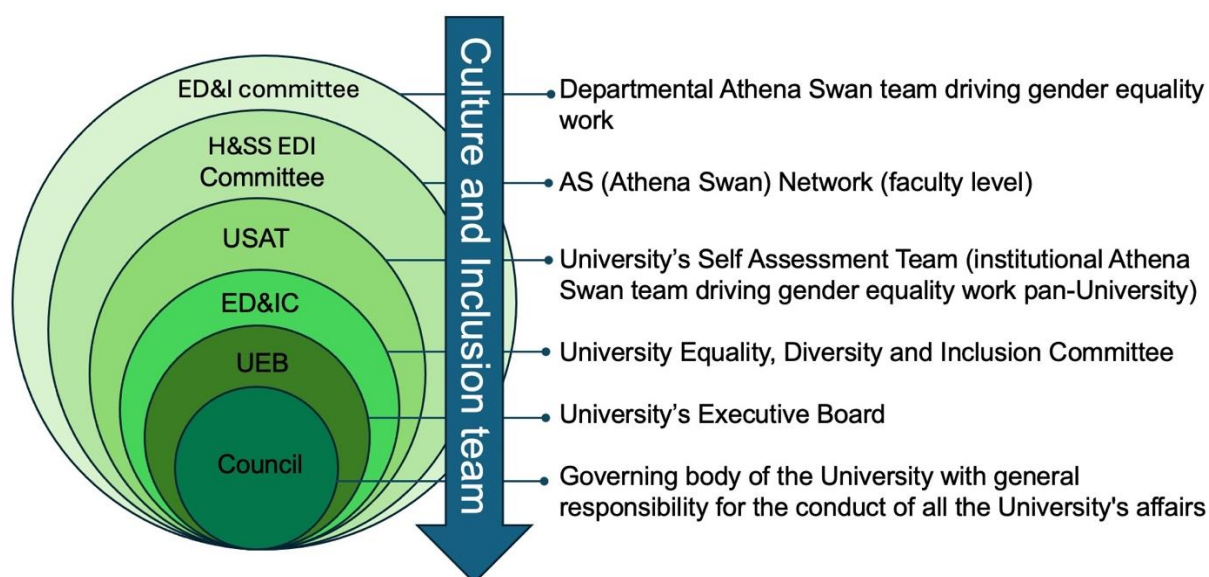 ED&I committee
H&SS EDI
Committee
USAT
ED&IC
UEB
Council
Culture and Inclusion team
Departmental Athena Swan team driving gender equality
work
AS (Athena Swan) Network (faculty level)
University’s Self Assessment Team (institutional Athena
Swan team driving gender equality work pan-University)
University Equality, Diversity and Inclusion Committee
University’s Executive Board
Governing body of the University with general
responsibility for the conduct of all the University's affairs